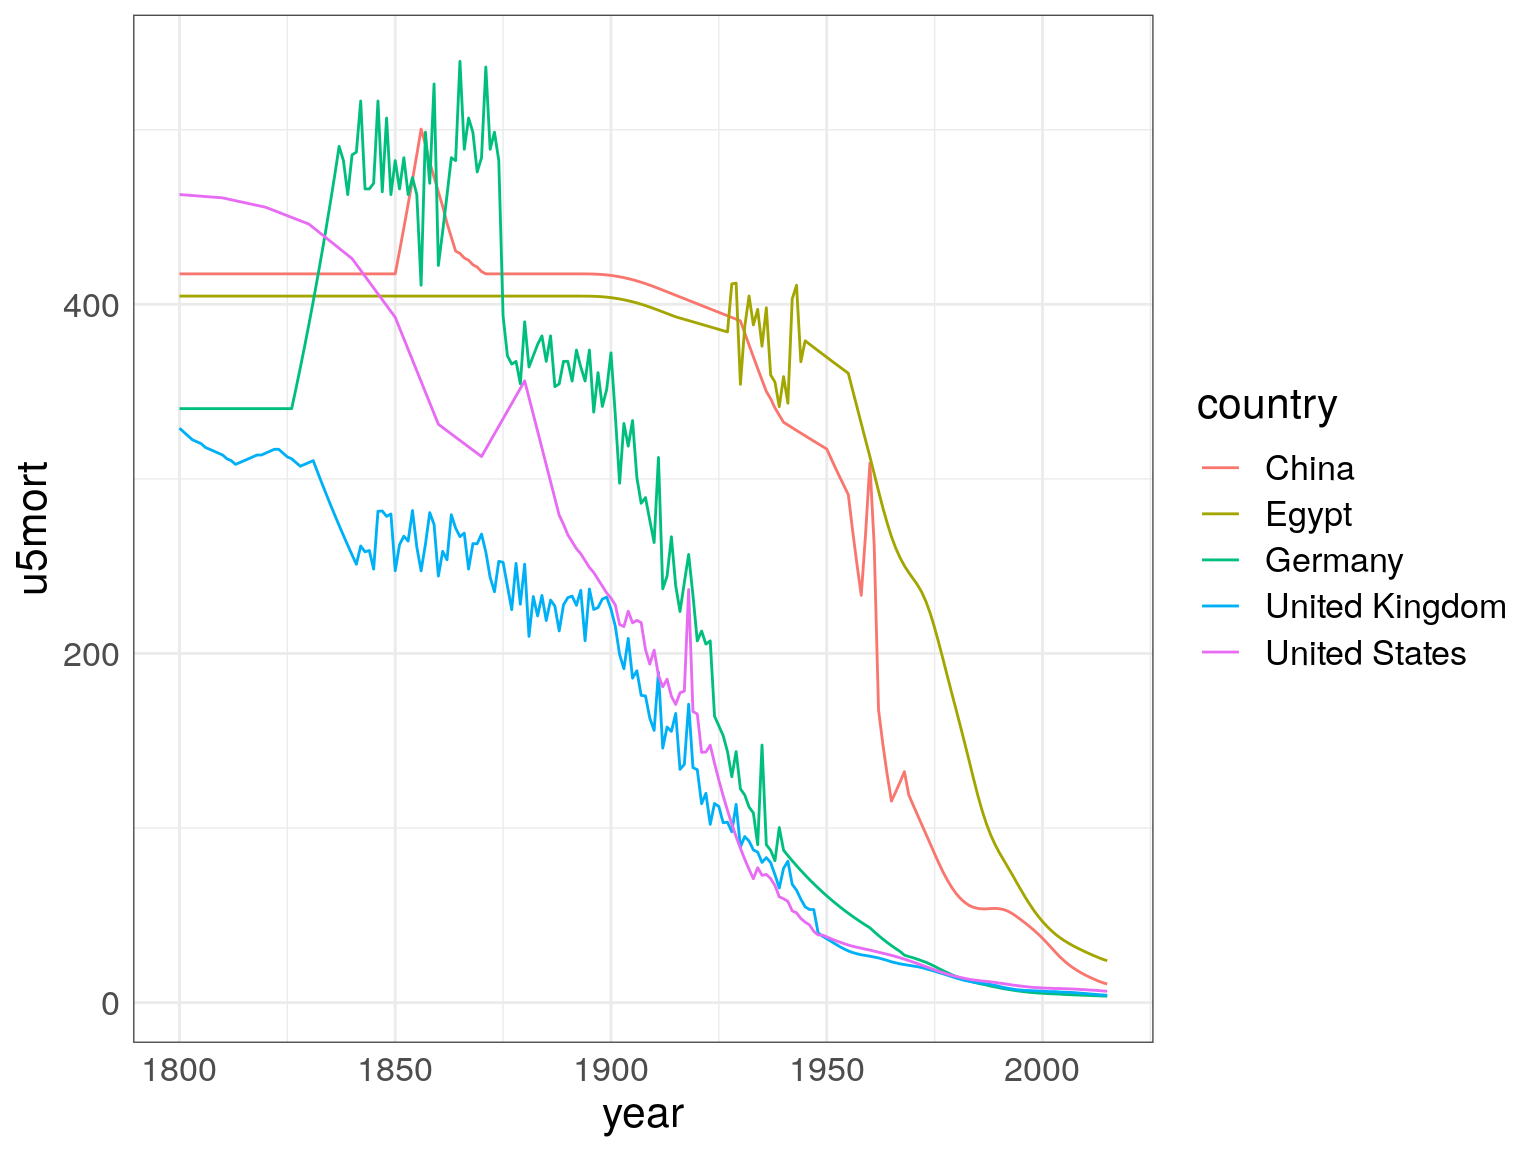 u5mort
400
200
0
1800
1850
1900
1950
2000
year
country
China
Egypt
Germany
United Kingdom
United States